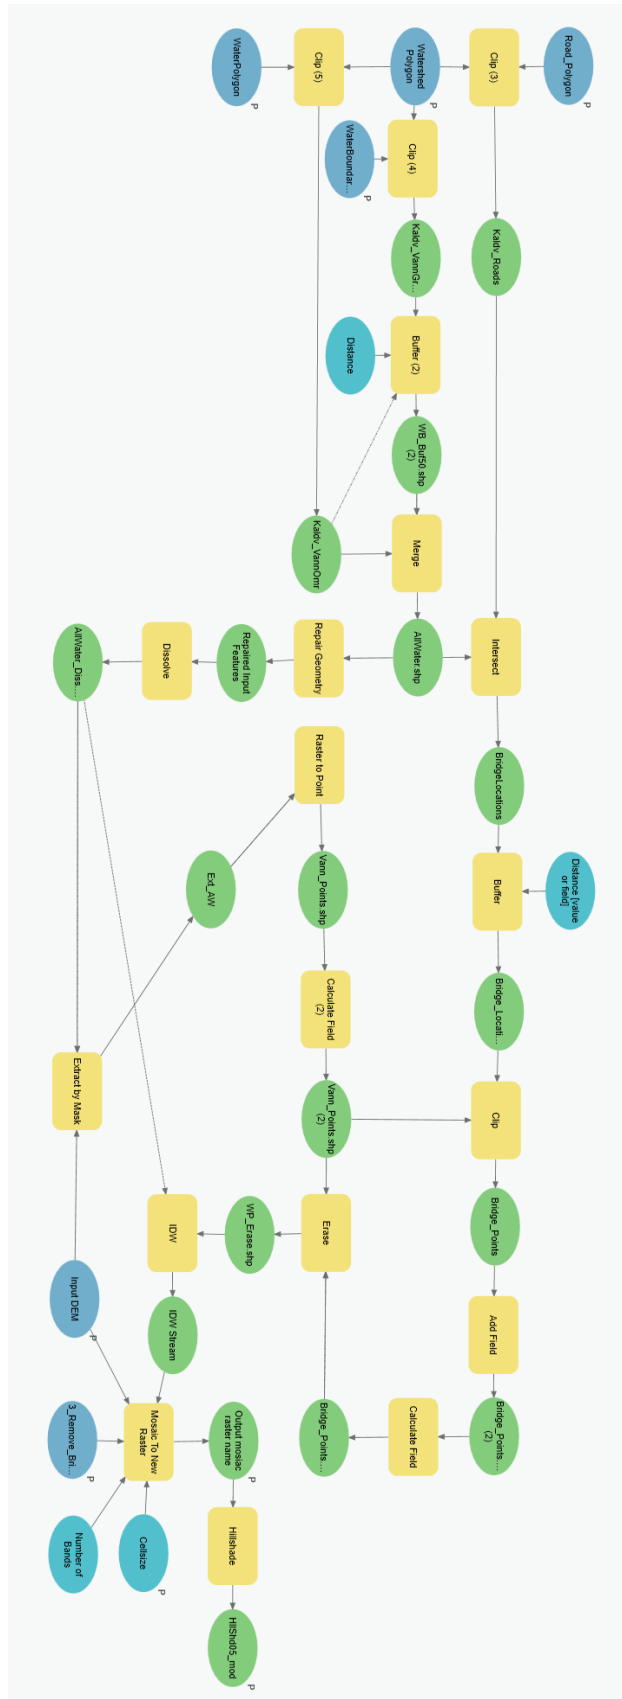 WaterPolygon
P
Clip (5)
Watershed
Polygon
P
Clip (3)
Road_Polygon
P
WaterBoundar...
P
Clip (4)
Kaldv_VannGr...
Kaldv_Roads
Distance
Buffer (2)
WB_Buf50.shp
(2)
Kaldv_VannOmr
Merge
AllWater_Diss....
Dissolve
Repaired Input
Features
Repair Geometry
AllWater.shp
Intersect
Raster to Point
BridgeLocations
Ext_AW
Vann_Points.shp
Buffer
Distance [value
or field]
Calculate Field
(2)
Bridge_Locati...
Extract by Mask
Vann_Points.shp
(2)
Clip
IDW
WP_Erase.shp
Erase
Bridge_Points
Input DEM
P
IDW Stream
Add Field
3_Remove_Bri...
P
Mosaic To New
Raster
Output mosiac
raster name
P
Bridge_Points....
Calculate Field
Bridge_Points....
(2)
Number of
Bands
Cellsize
P
Hillshade
HllShd05_mod
P